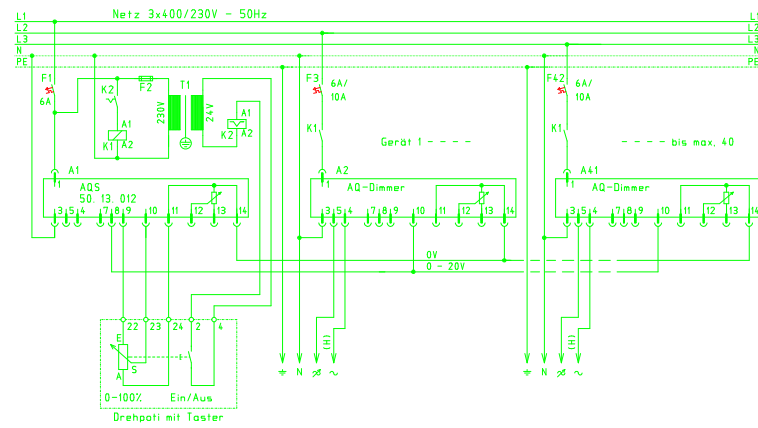 Netz 3x400/230V - 50Hz
L1 L1
L2 L2
L3 L3
N N
PE PE
F1
6A
K2
F2
A1
K1 A2
230V
T1
24V
A1
K2 A2
F3
6A/
10A
K1
F42
6A/
10A
K1
Gerät 1 - - - -
- - - - bis max. 40
A1
1
AQS
50. 13. 012
3 5 4 7 8 9 10 11 12 13 14
A2
1
AQ-Dimmer
3 5 4 7 8 9 10 11 12 13 14
A41
1
AQ-Dimmer
3 5 4 7 8 9 10 11 12 13 14
0V
0 - 20V
22 23 24 2 4
E
S
A
0-100% Ein/Aus
Drehpoti mit Taster
(H)
N
(H)
N